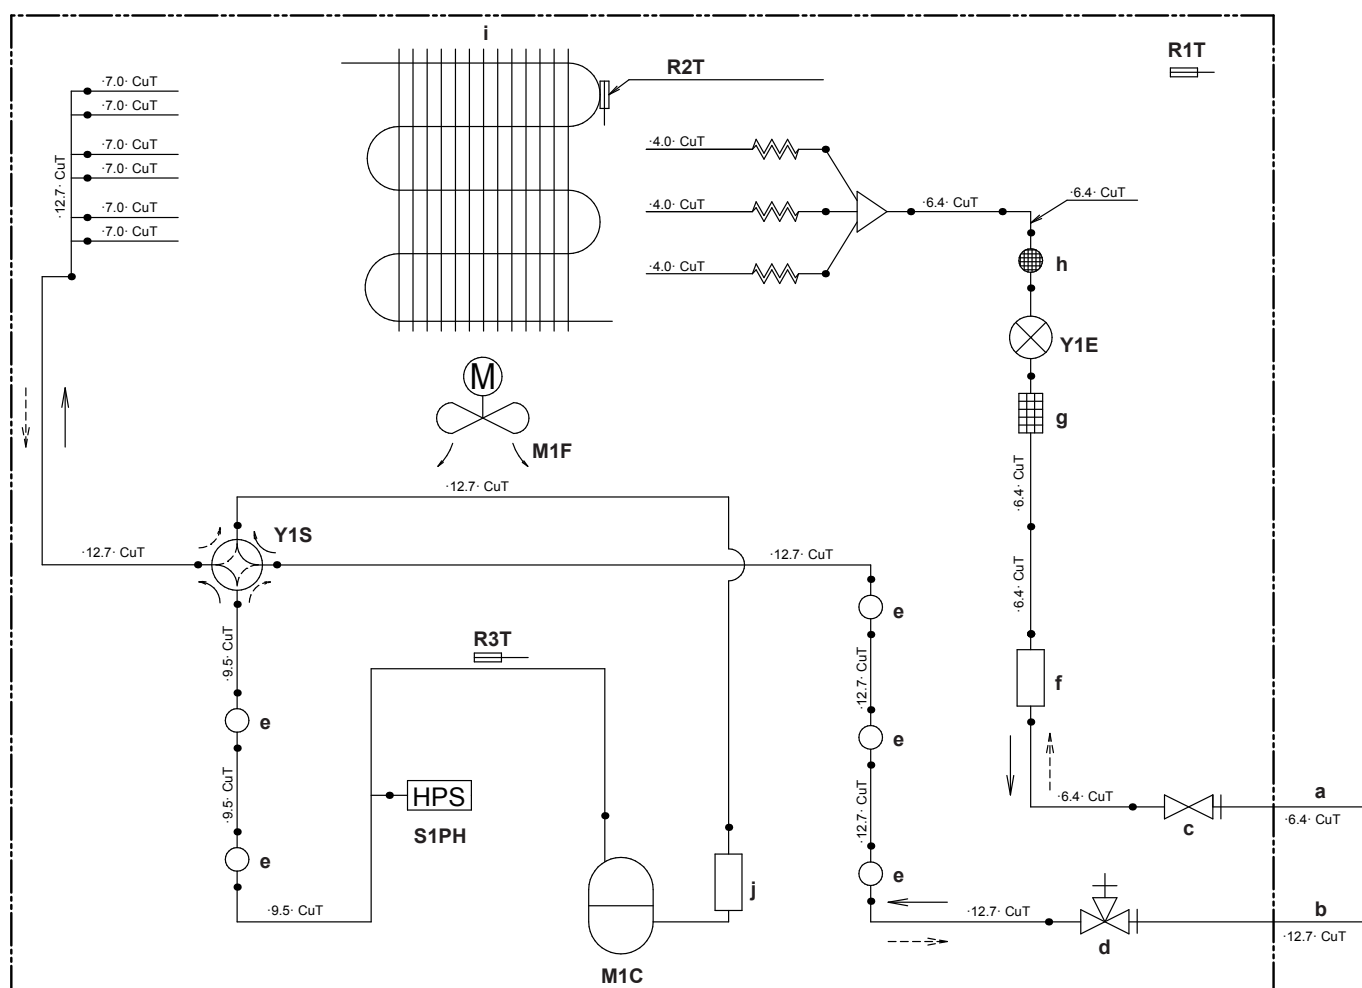 i
R1T
R2T
·7.0· CuT
·7.0· CuT
·7.0· CuT
·7.0· CuT
·7.0· CuT
·7.0· CuT
·12.7· CuT
·4.0· CuT
·4.0· CuT
·4.0· CuT
·6.4· CuT
·6.4· CuT
h
Y1E
g
M
M1F
·12.7· CuT
·6.4· CuT
Y1S
·12.7· CuT
·12.7· CuT
·6.4· CuT
e
R3T
·9.5· CuT
·12.7· CuT
f
e
e
·9.5· CuT
HPS
S1PH
·12.7· CuT
·6.4· CuT
c
a
·6.4· CuT
e
e
j
·9.5· CuT
·12.7· CuT
d
b
·12.7· CuT
M1C